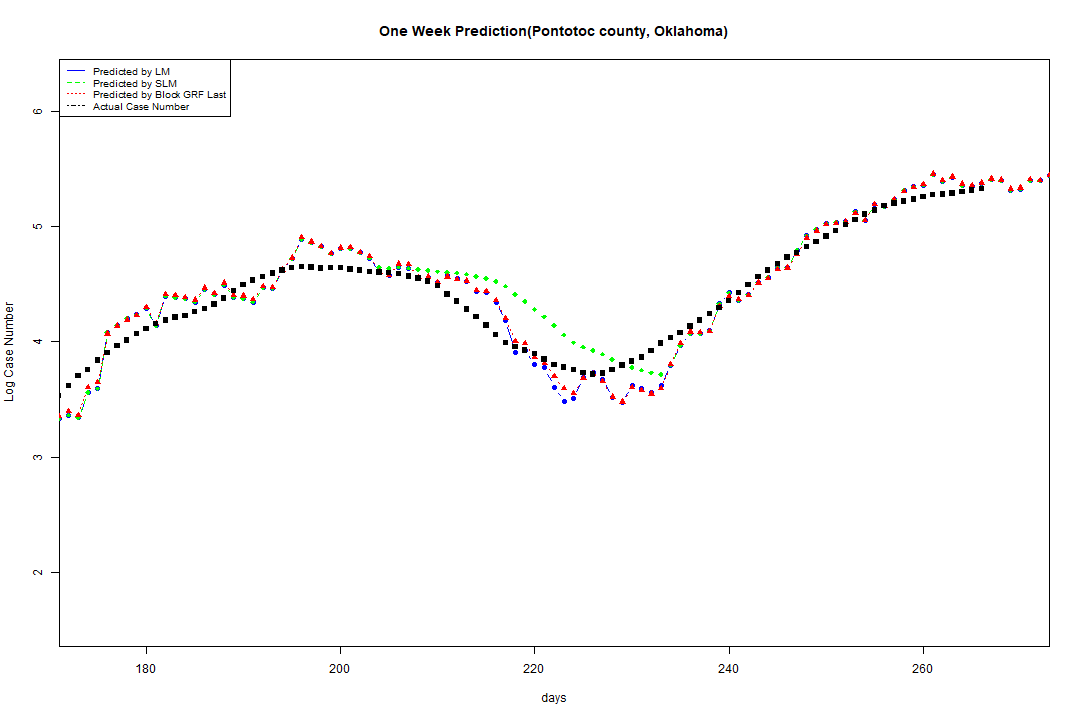 One Week Prediction(Pontotoc county, Oklahoma)
Predicted by LM
Predicted by SLM
Predicted by Block GRF Last
Actual Case Number
6
5
4
3
2
Log Case Number
180 200 220 240 260
days